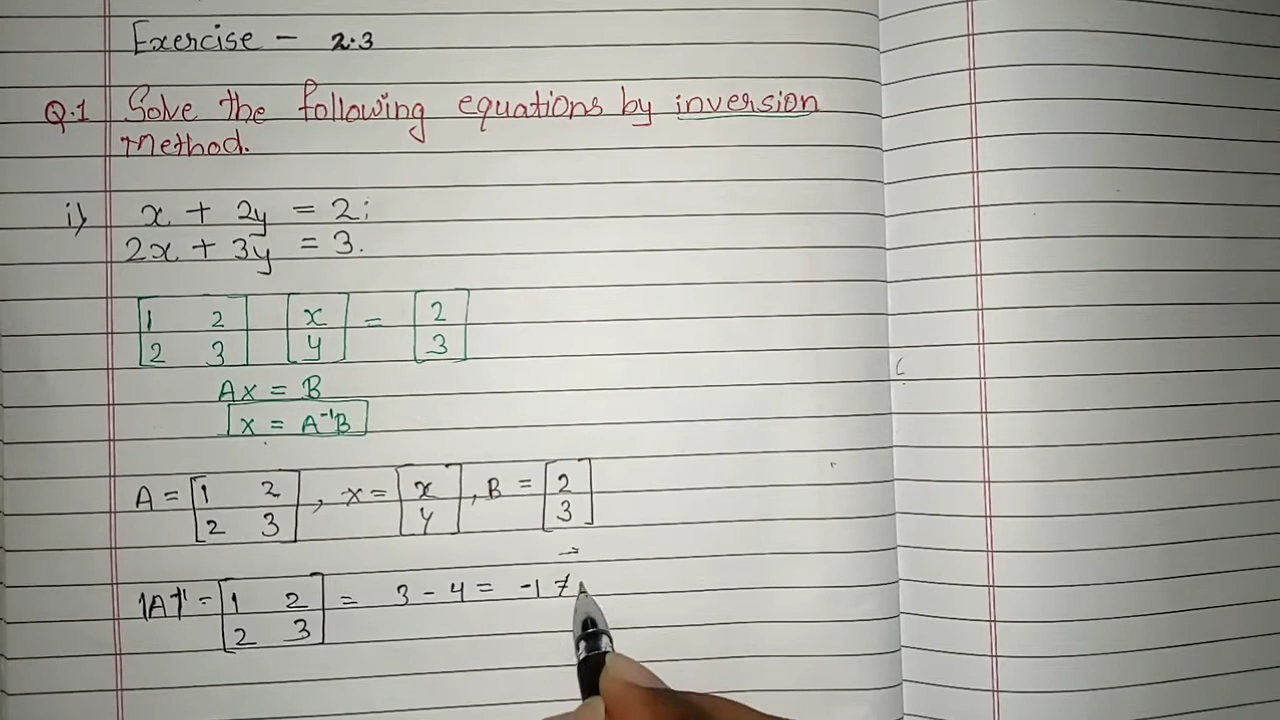 Exercise - 2.3
Q.1 Solve the following equations by inversion
Method.
i) x + 2y = 2;
2x + 3y = 3.
[1 2] [x] = [2]
[2 3] [y] [3]
AX = B
X = A⁻¹B
A = [1 2], X = [x], B = [2]
[2 3] [y] [3]
|A| = [1 2] = 3 - 4 = -1 ≠
[2 3]